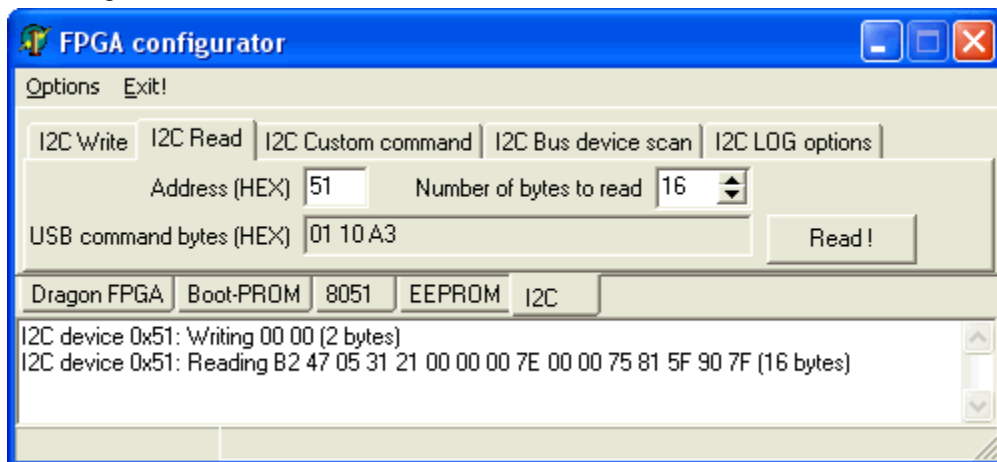 FPGA configurator
Options Exit!
I2C Write I2C Read I2C Custom command I2C Bus device scan I2C LOG options
Address (HEX) 51 Number of bytes to read 16
USB command bytes (HEX) 01 10 A3 Read !
Dragon FPGA Boot-PROM 8051 EEPROM I2C
I2C device 0x51: Writing 00 00 (2 bytes)
I2C device 0x51: Reading B2 47 05 31 21 00 00 00 7E 00 00 75 81 5F 90 7F (16 bytes)